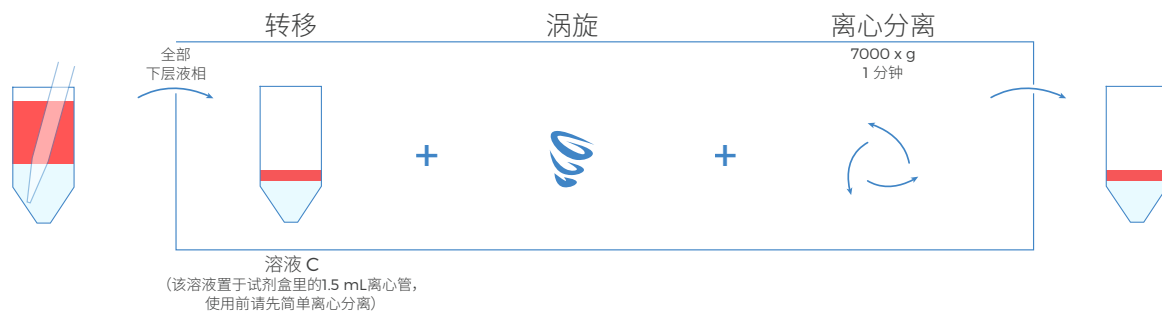 转移
涡旋
离心分离
全部
下层液相
7000 x g
1 分钟
溶液 C
（该溶液置于试剂盒里的1.5 mL离心管，
使用前请先简单离心分离）